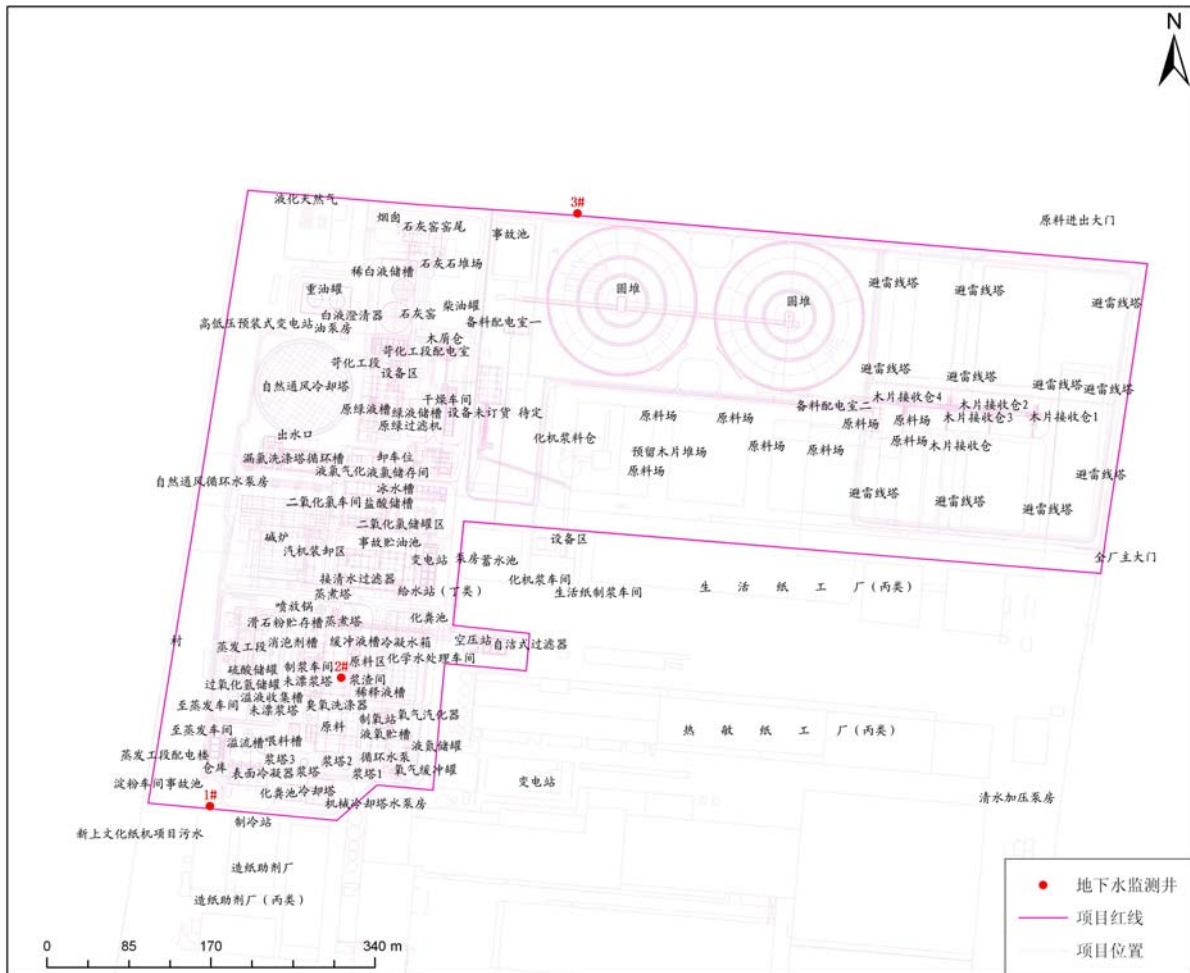 N
液化天然气
3#
烟囱
石灰窑窑尾
事故池
原料进出大门
石灰石堆场
稀白液储槽
重油罐
圆堆
圆堆
避雷线塔
避雷线塔
避雷线塔
柴油罐
白液澄清器
石灰窑
备料配电室一
高低压预装式变电站
油泵房
木屑仓
苛化工段配电室
苛化工段
设备区
避雷线塔
避雷线塔
避雷线塔
避雷线塔
自然通风冷却塔
干燥车间
木片接收仓4
备料配电室二
木片接收仓2
原绿液槽
绿液储槽
设备未订货 待定
原料场
原料场
原料场
原料场
木片接收仓3
木片接收仓1
原绿过滤机
出水口
化机浆料仓
原料场
原料场
原料场
木片接收仓
预留木片堆场
漏氯洗涤塔循环槽
卸车位
液氯气化
液氯储存间
原料场
避雷线塔
自然通风循环水泵房
冰水槽
二氧化氯车间
盐酸储槽
避雷线塔
避雷线塔
避雷线塔
二氧化氯储罐区
碱炉
事故贮油池
设备区
汽机装卸区
变电站
泵房
蓄水池
全厂主大门
接清水过滤器
化机浆车间
蒸煮塔
给水站（丁类）
生活纸制浆车间
生 活 纸 工 厂（丙类）
喷放锅
滑石粉贮存槽
蒸煮塔
化粪池
村
蒸发工段
消泡剂槽
缓冲液槽
冷凝水箱
空压站
自洁式过滤器
硫酸储罐
制浆车间
2#
原料区
化学水处理车间
过氧化氢储罐
未漂浆塔
浆渣间
溢液收集槽
稀释液槽
至蒸发车间
未漂浆塔
臭氧洗涤器
制氧站
氧气汽化器
至蒸发车间
原料
液氧贮槽
热 敏 纸 工 厂（丙类）
溢流槽
喂料槽
液氧储罐
蒸发工段配电楼
浆塔3
浆塔2
循环水泵
仓库
表面冷凝器
浆塔
浆塔1
氧气缓冲罐
淀粉车间
事故池
变电站
1#
化粪池
冷却塔
机械冷却塔水泵房
清水加压泵房
制冷站
新上文化纸机项目污水
造纸助剂厂
造纸助剂厂（丙类）
地下水监测井
项目红线
项目位置
0 85 170 340 m